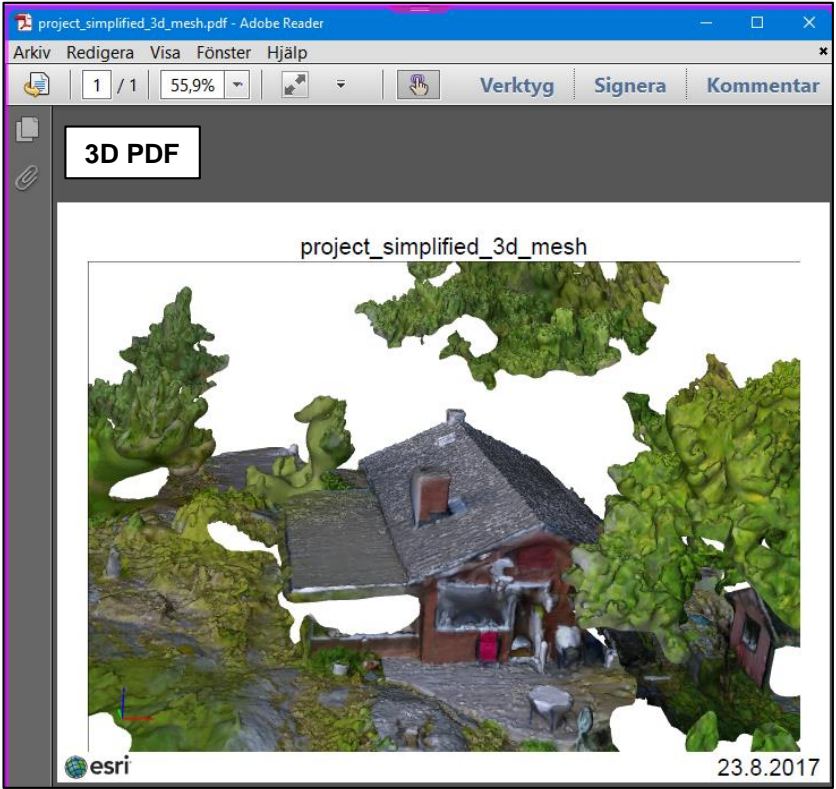 project_simplified_3d_mesh.pdf - Adobe Reader
Arkiv Redigera Visa Fönster Hjälp
1 / 1 55,9% Verktyg Signera Kommentar
3D PDF
project_simplified_3d_mesh
esri 23.8.2017